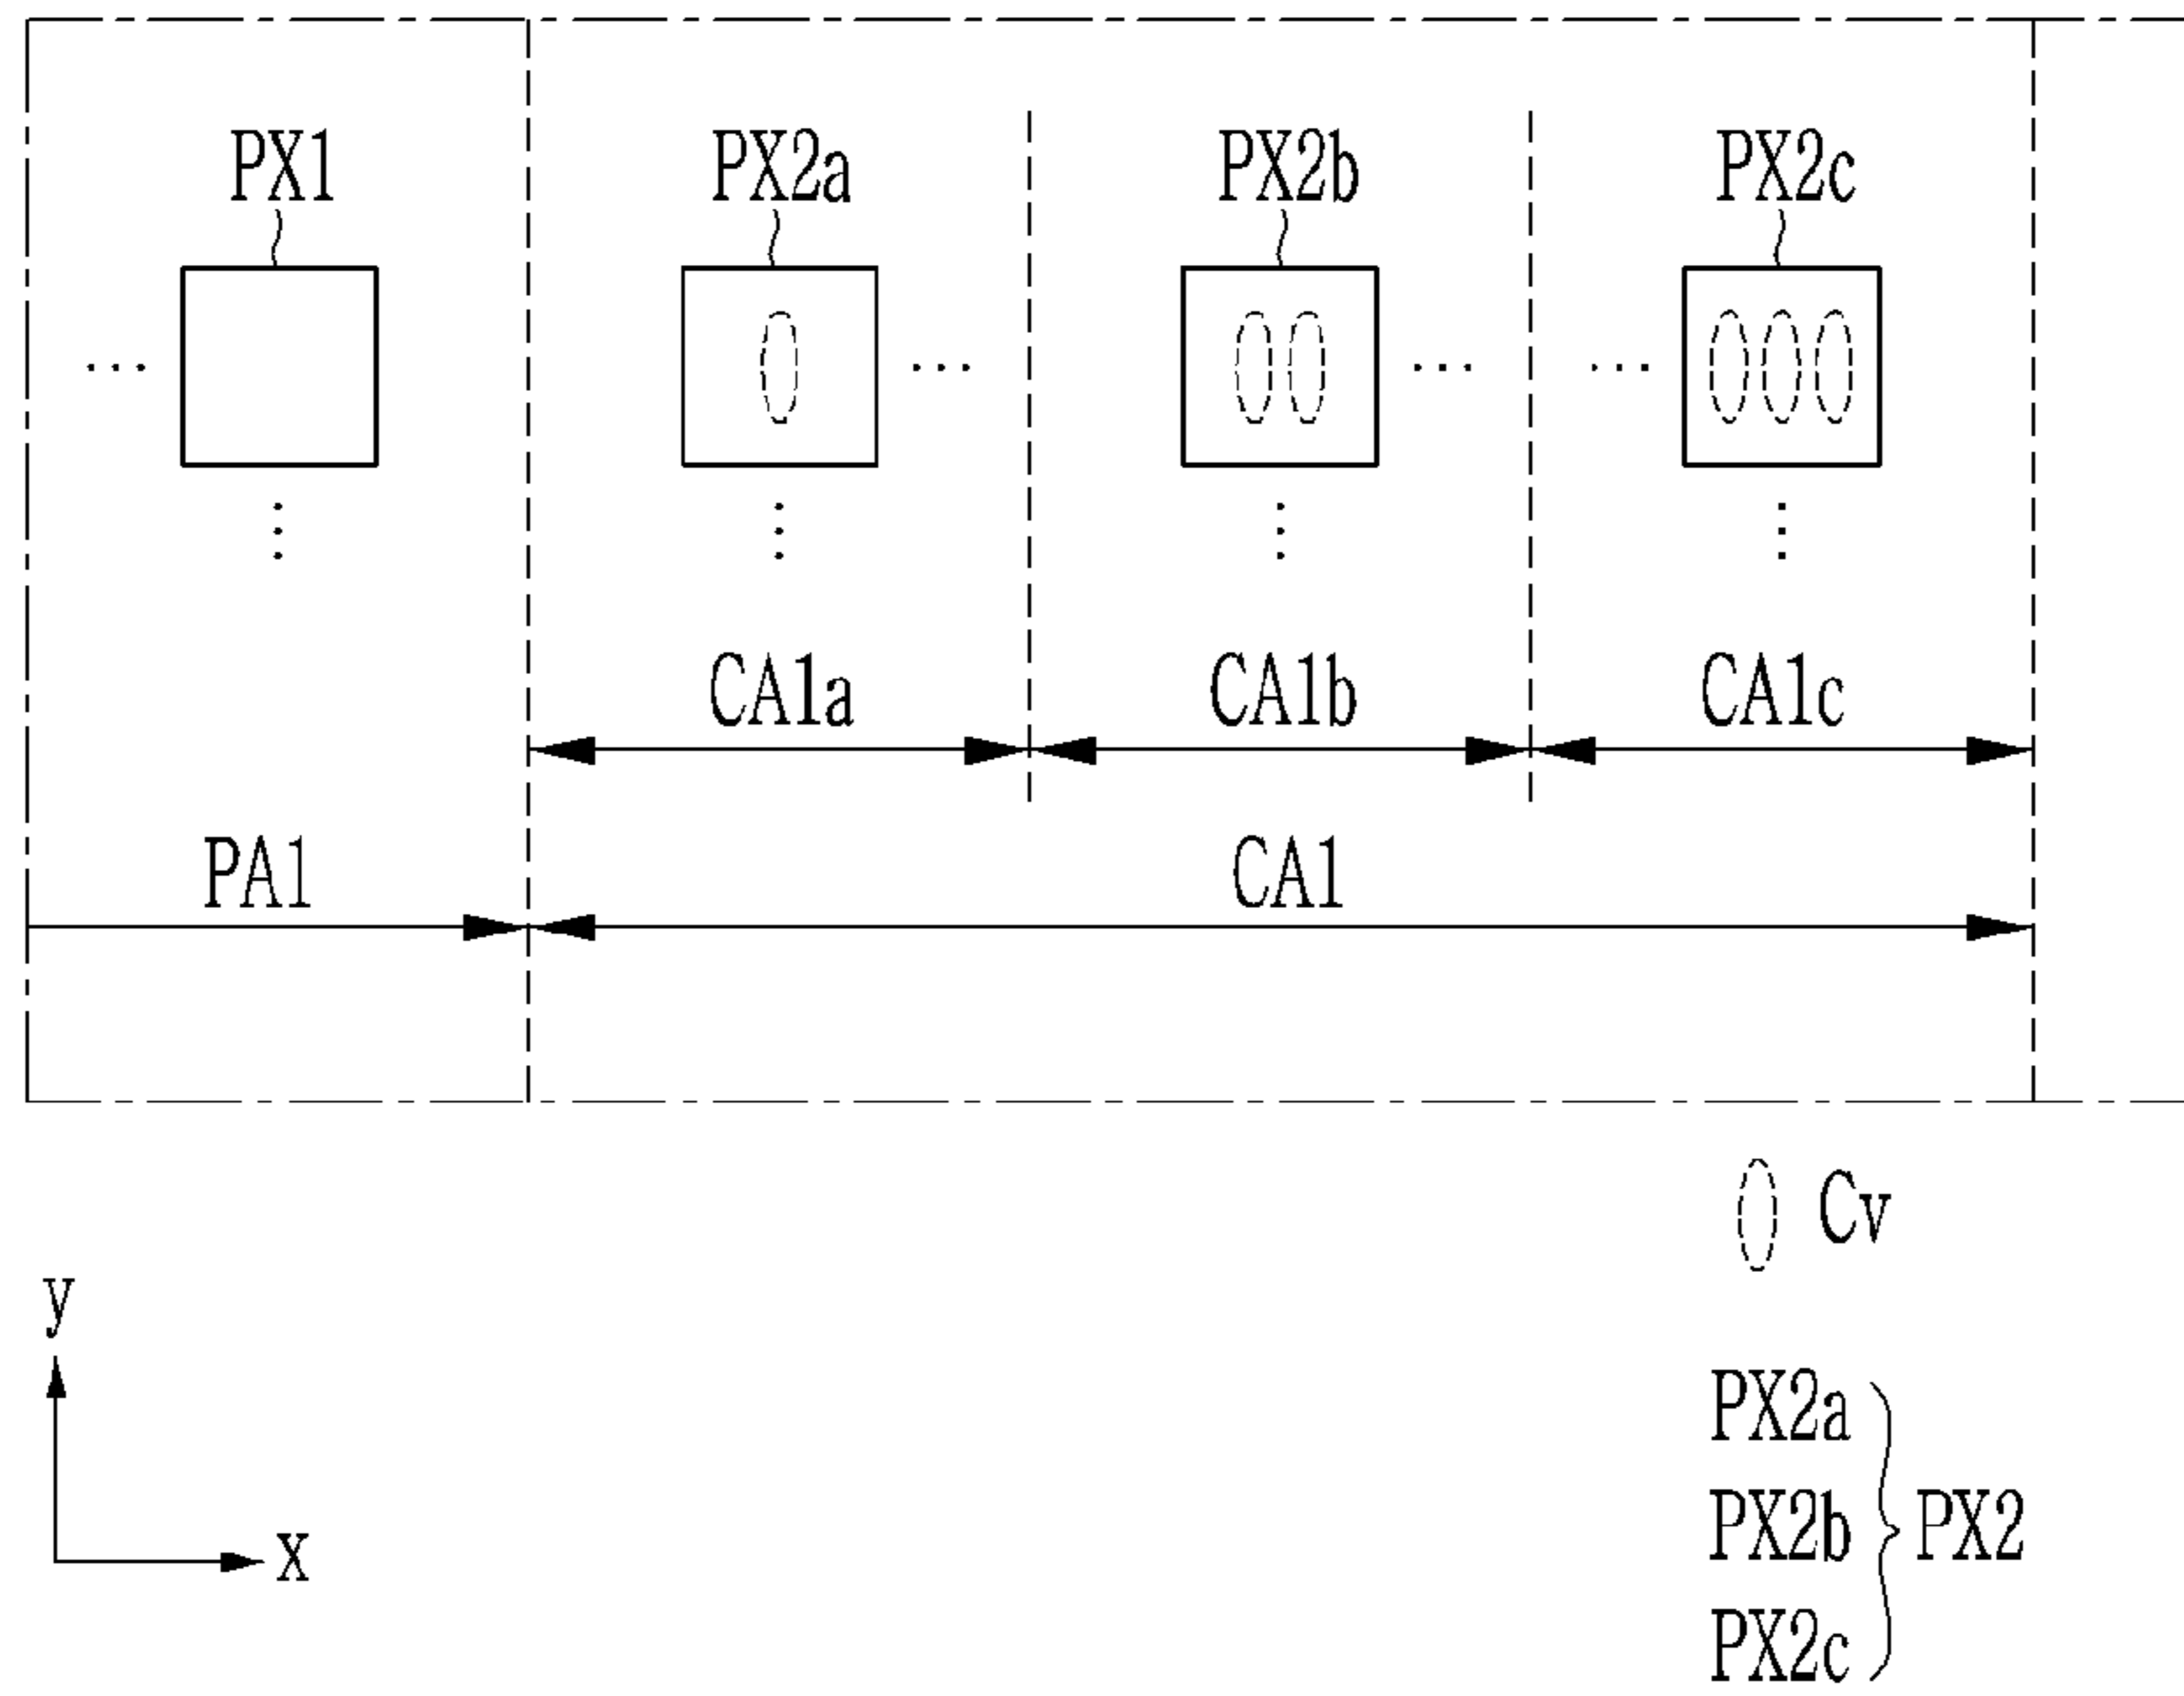 PX1 PX2a PX2b PX2c
... ... ... ...
CA1a CA1b CA1c
PA1 CA1
Cv
y
x
PX2a
PX2b PX2
PX2c